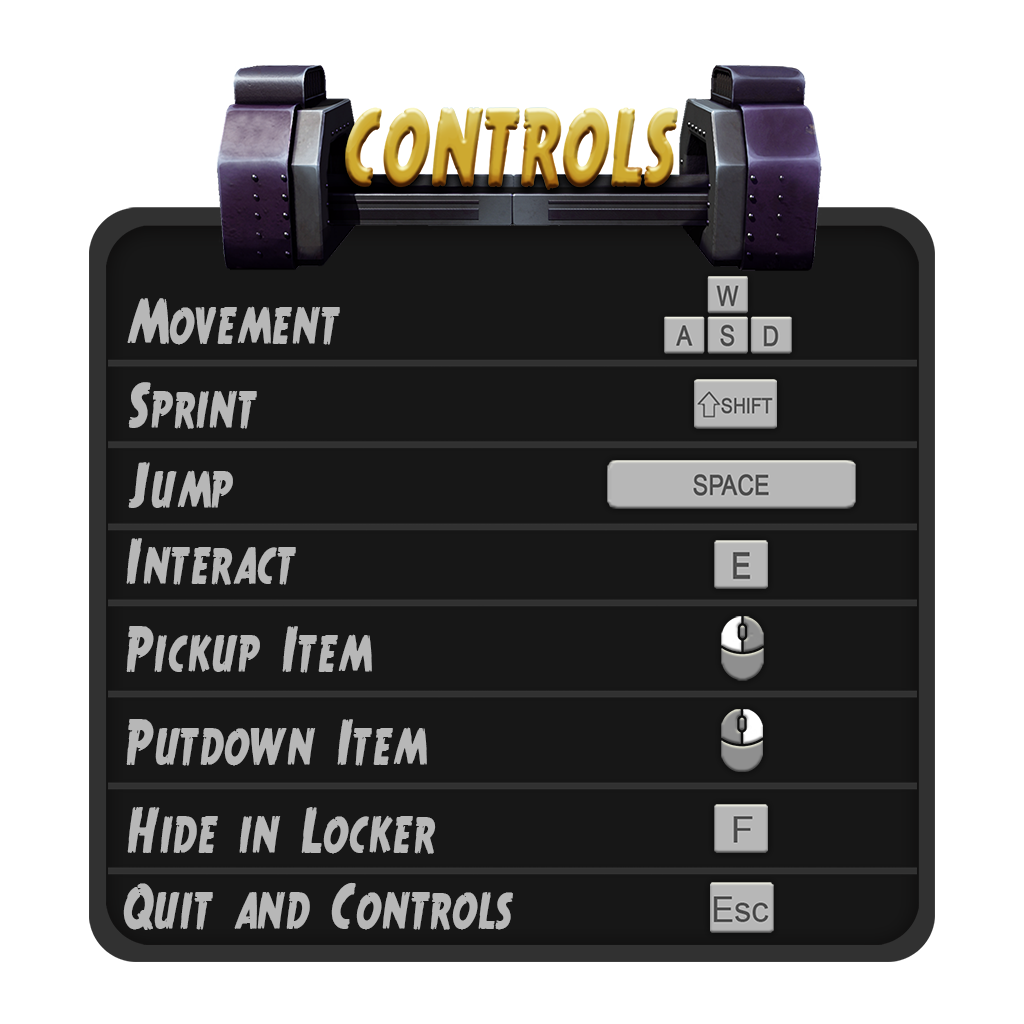 CONTROLS
MOVEMENT
W
A S D
SPRINT
SHIFT
JUMP
SPACE
INTERACT
E
PICKUP ITEM
PUTDOWN ITEM
HIDE IN LOCKER
F
QUIT AND CONTROLS
Esc